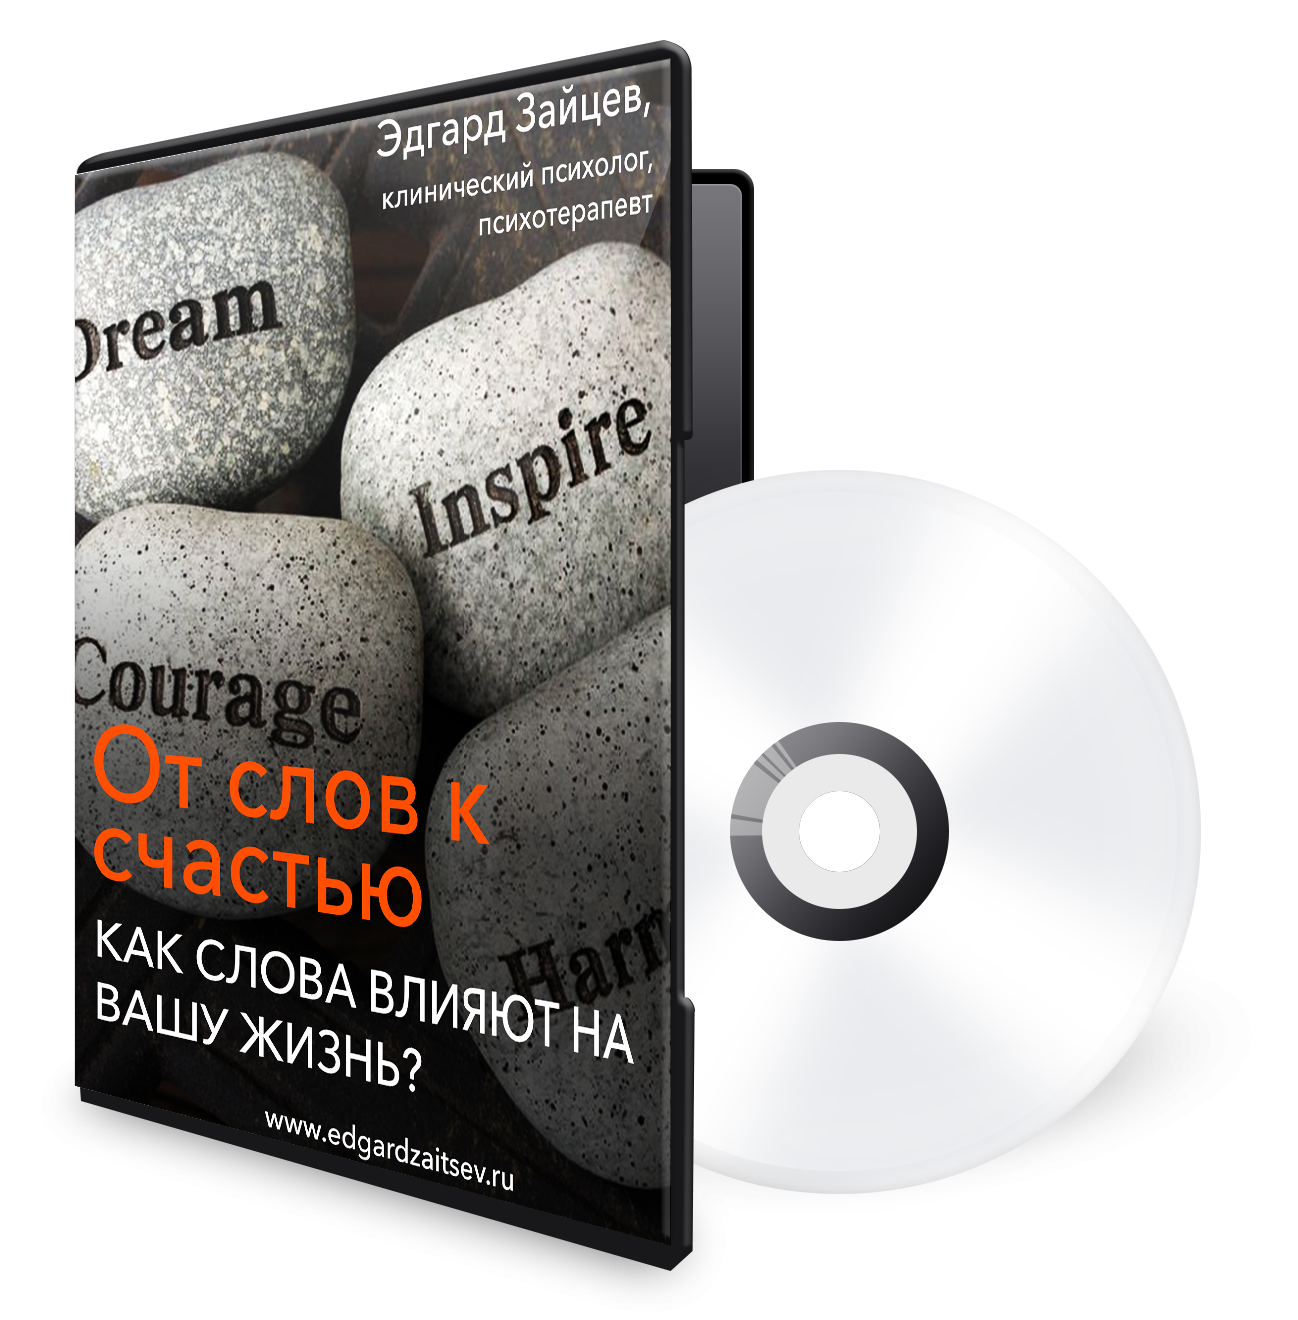 Эдгард Зайцев,
клинический психолог,
психотерапевт
Dream
Inspire
Courage
От слов к
счастью
КАК СЛОВА ВЛИЯЮТ НА
ВАШУ ЖИЗНЬ?
www.edgardzaitsev.ru